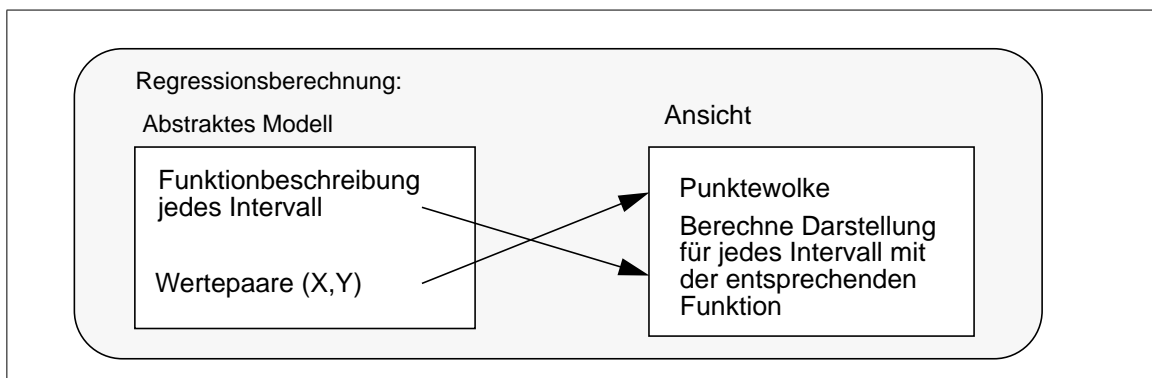 Regressionsberechnung:
Abstraktes Modell
Funktionbeschreibung
jedes Intervall
Wertepaare (X,Y)
Ansicht
Punktewolke
Berechne Darstellung
für jedes Intervall mit
der entsprechenden
Funktion